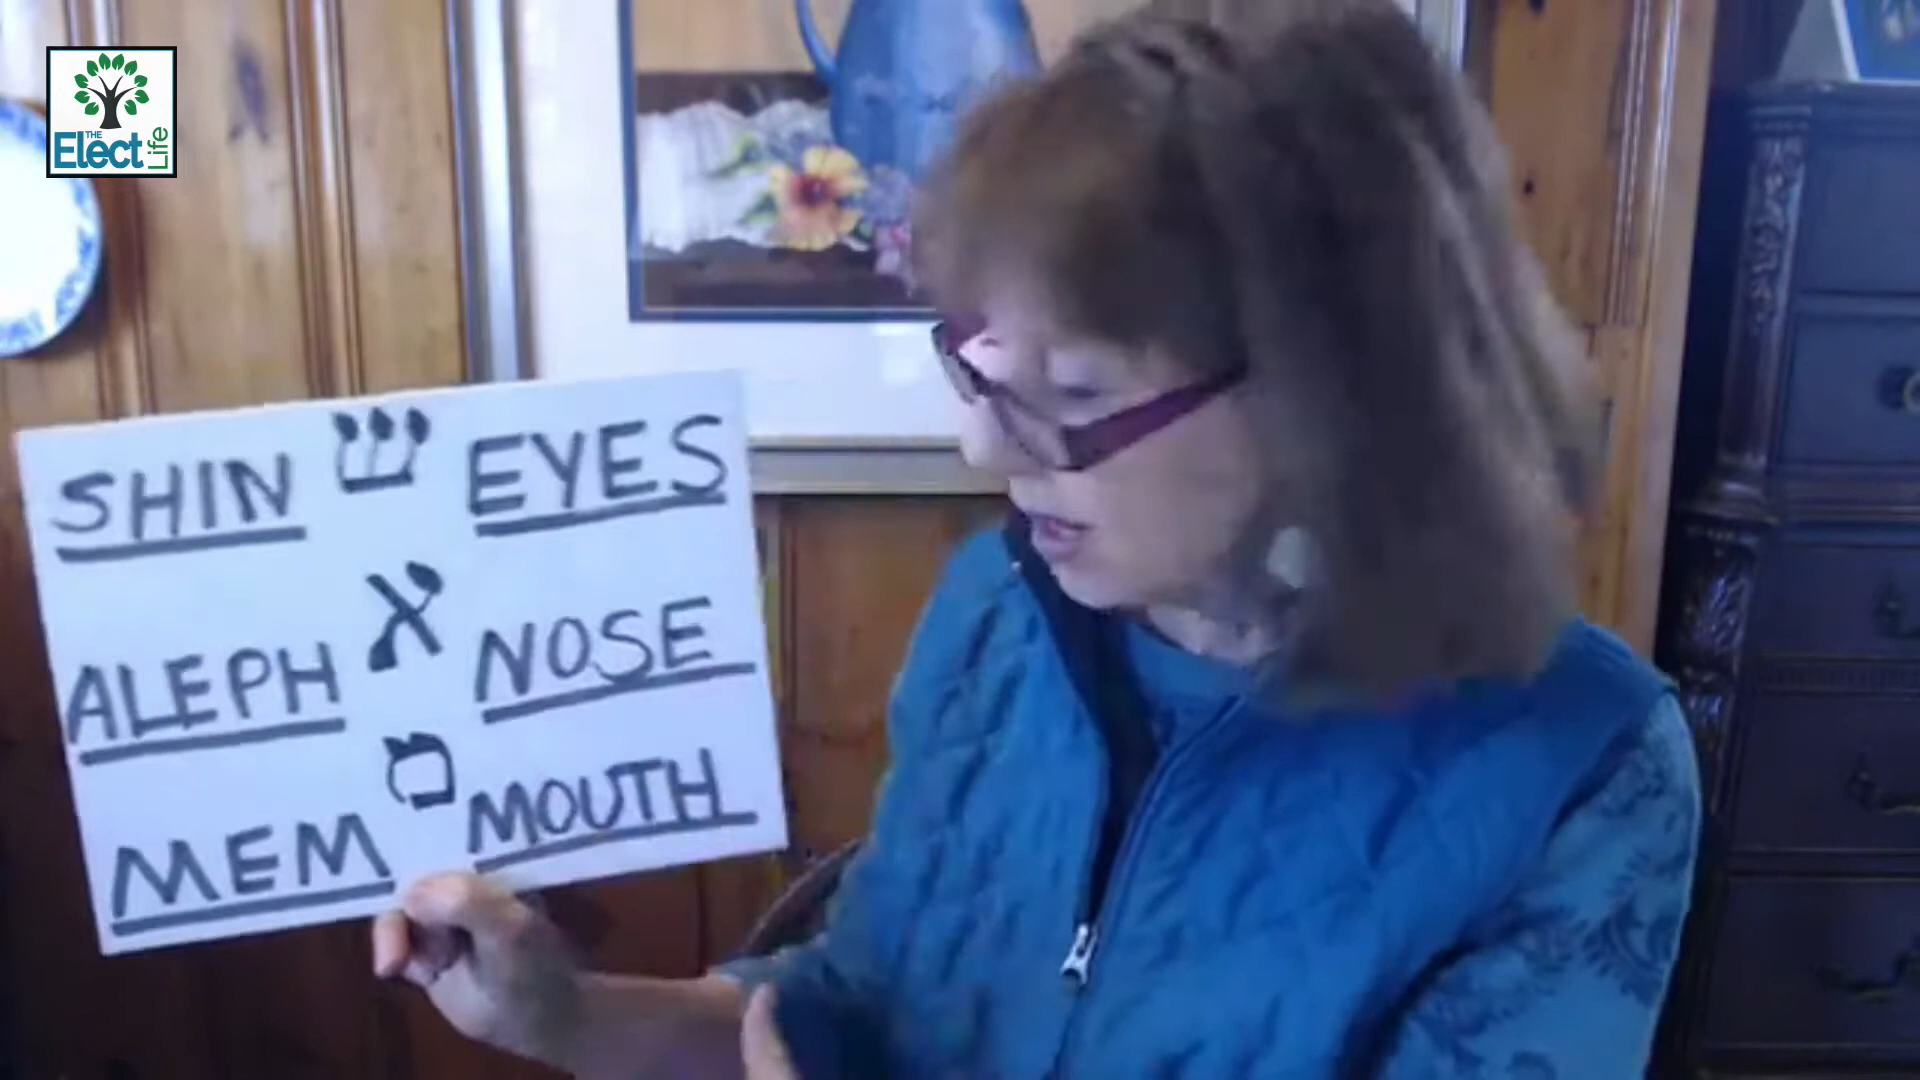 THE
Elect Life
SHIN ש EYES
ALEPH א NOSE
MEM מ MOUTH